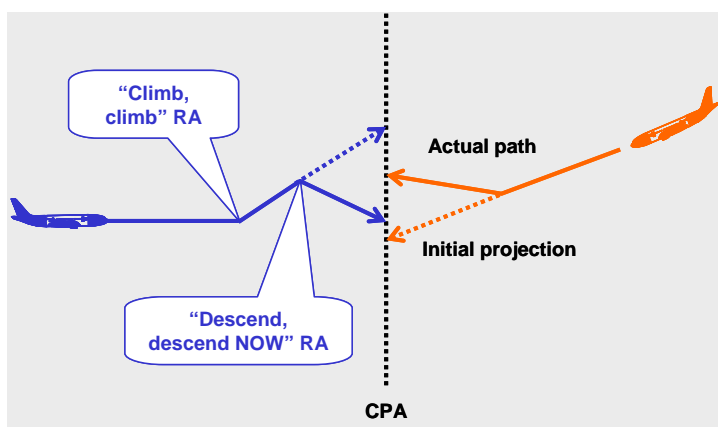 “Climb,
climb” RA
Actual path
Initial projection
“Descend,
descend NOW” RA
CPA